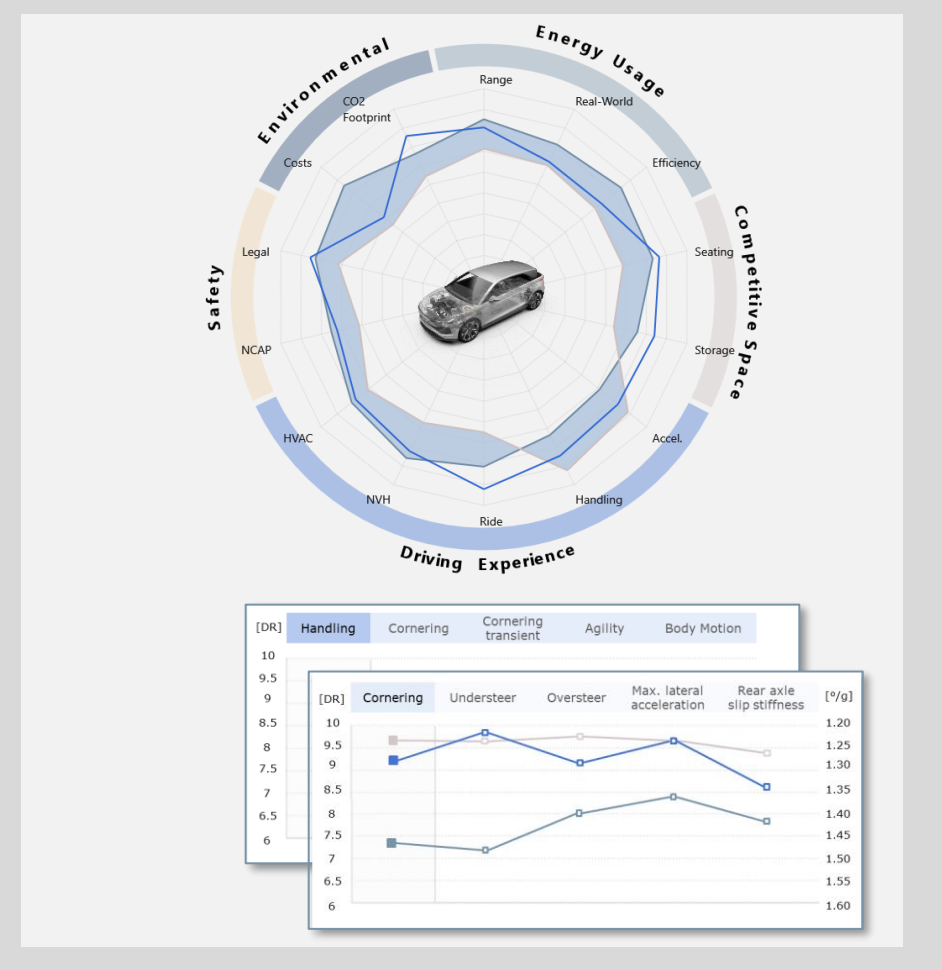 Environmental
Energy Usage
Competitive Space
Driving Experience
Safety
Range
Real-World
Efficiency
Seating
Storage
Accel.
Handling
Ride
NVH
HVAC
NCAP
Legal
Costs
CO2
Footprint
[DR]
Handling
Cornering
Cornering
transient
Agility
Body Motion
10
9.5
9
8.5
8
7.5
7
6.5
6
[DR]
Cornering
Understeer
Oversteer
Max. lateral
acceleration
Rear axle
slip stiffness
[°/g]
10
9.5
9
8.5
8
7.5
7
6.5
6
1.20
1.25
1.30
1.35
1.40
1.45
1.50
1.55
1.60